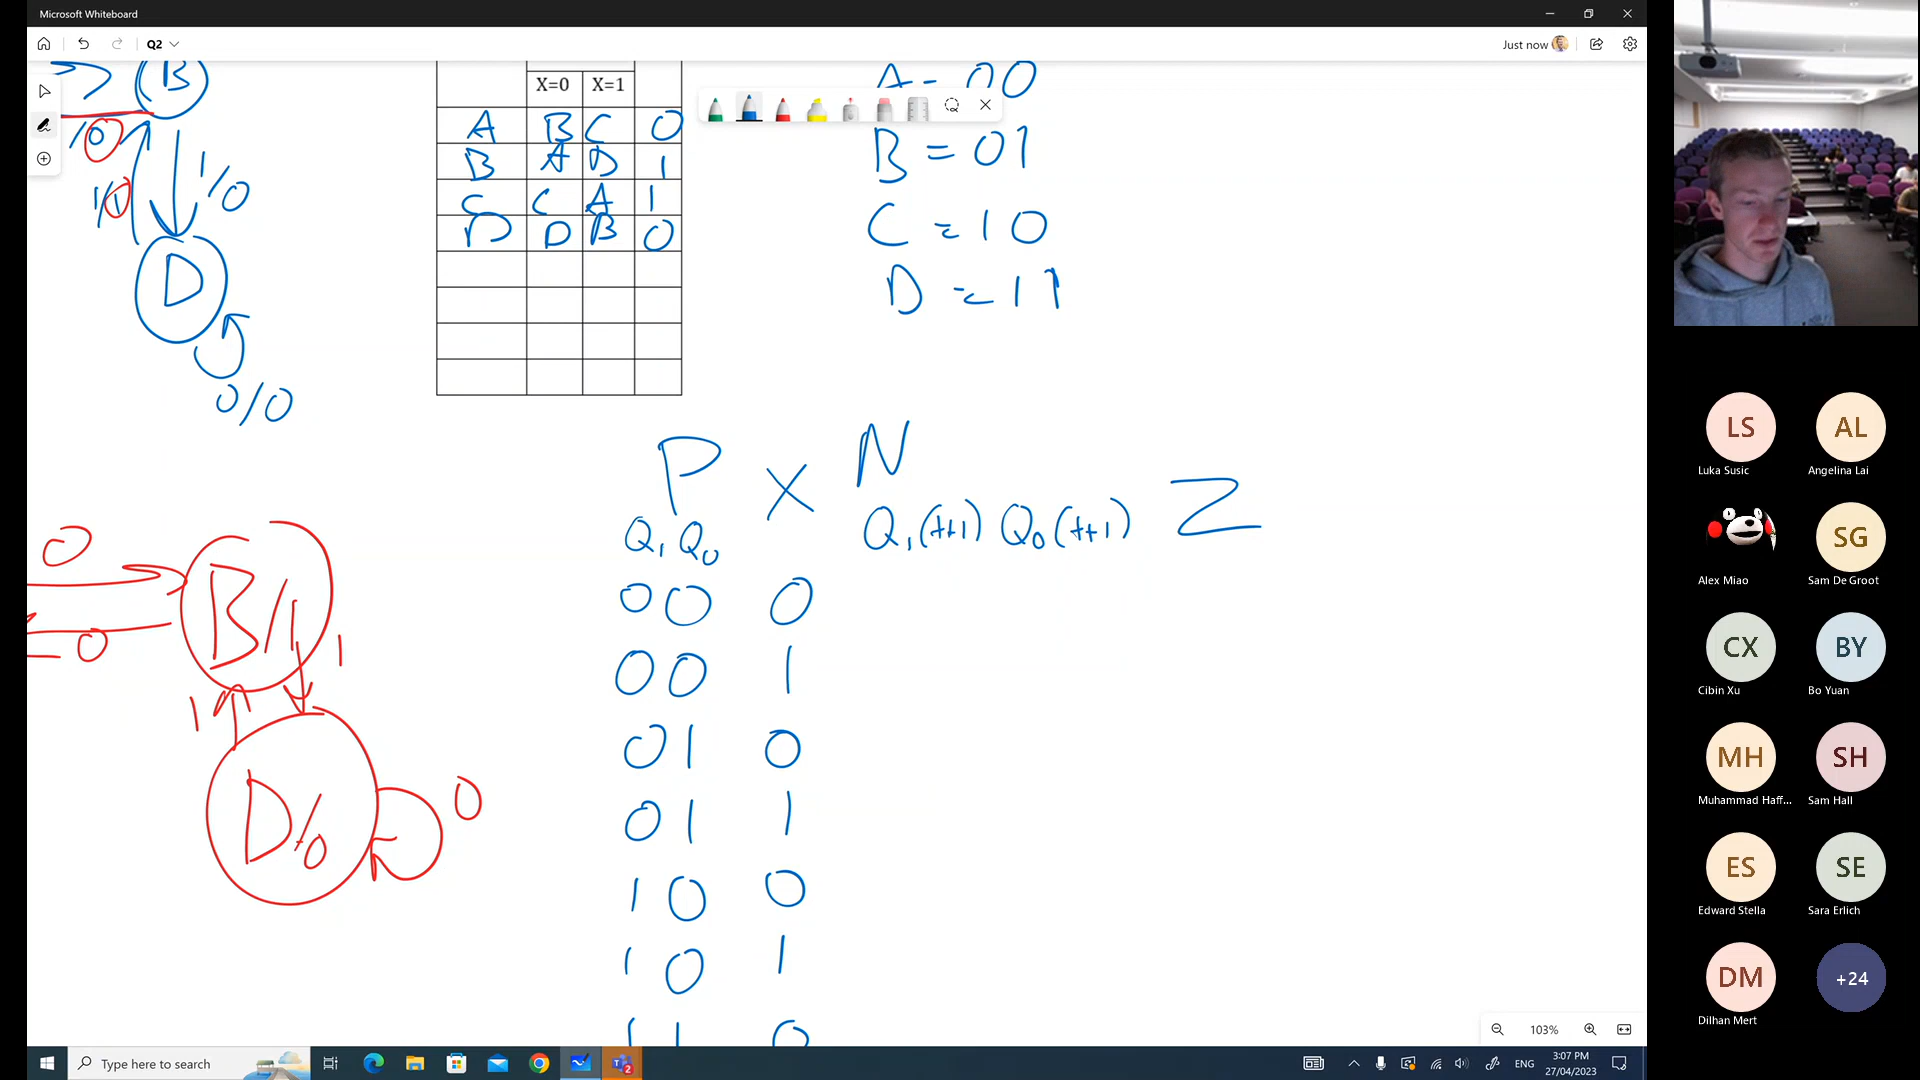 Microsoft Whiteboard
Q2
Just now
B
1/0
1/0
D
0/0
X=0 X=1
A B C 0
B A D 1
C C A 1
D D B 0
A = 00
B = 01
C = 10
D = 11
P X N Z
Q1 Q0 Q1(t+1) Q0(t+1)
00 0
00 1
01 0
01 1
10 0
10 1
11 0
0
0
B/1
1
1
D/0
0
LS
Luka Susic
AL
Angelina Lai
Alex Miao
SG
Sam De Groot
CX
Cibin Xu
BY
Bo Yuan
MH
Muhammad Haff...
SH
Sam Hall
ES
Edward Stella
SE
Sara Erlich
DM
Dilhan Mert
+24
103%
Type here to search
2
ENG
3:07 PM
27/04/2023